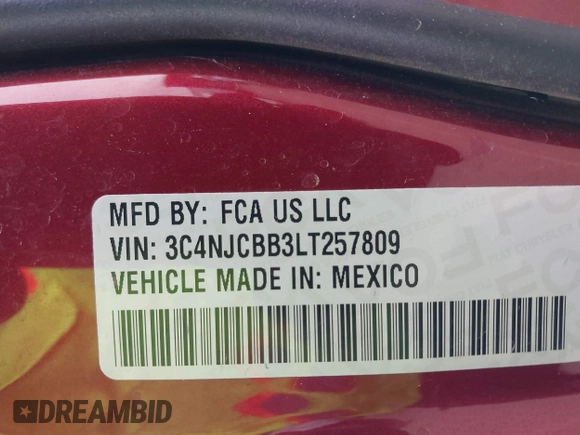 MFD BY: FCA US LLC
VIN: 3C4NJCBB3LT257809
VEHICLE MADE IN: MEXICO
DREAMBID